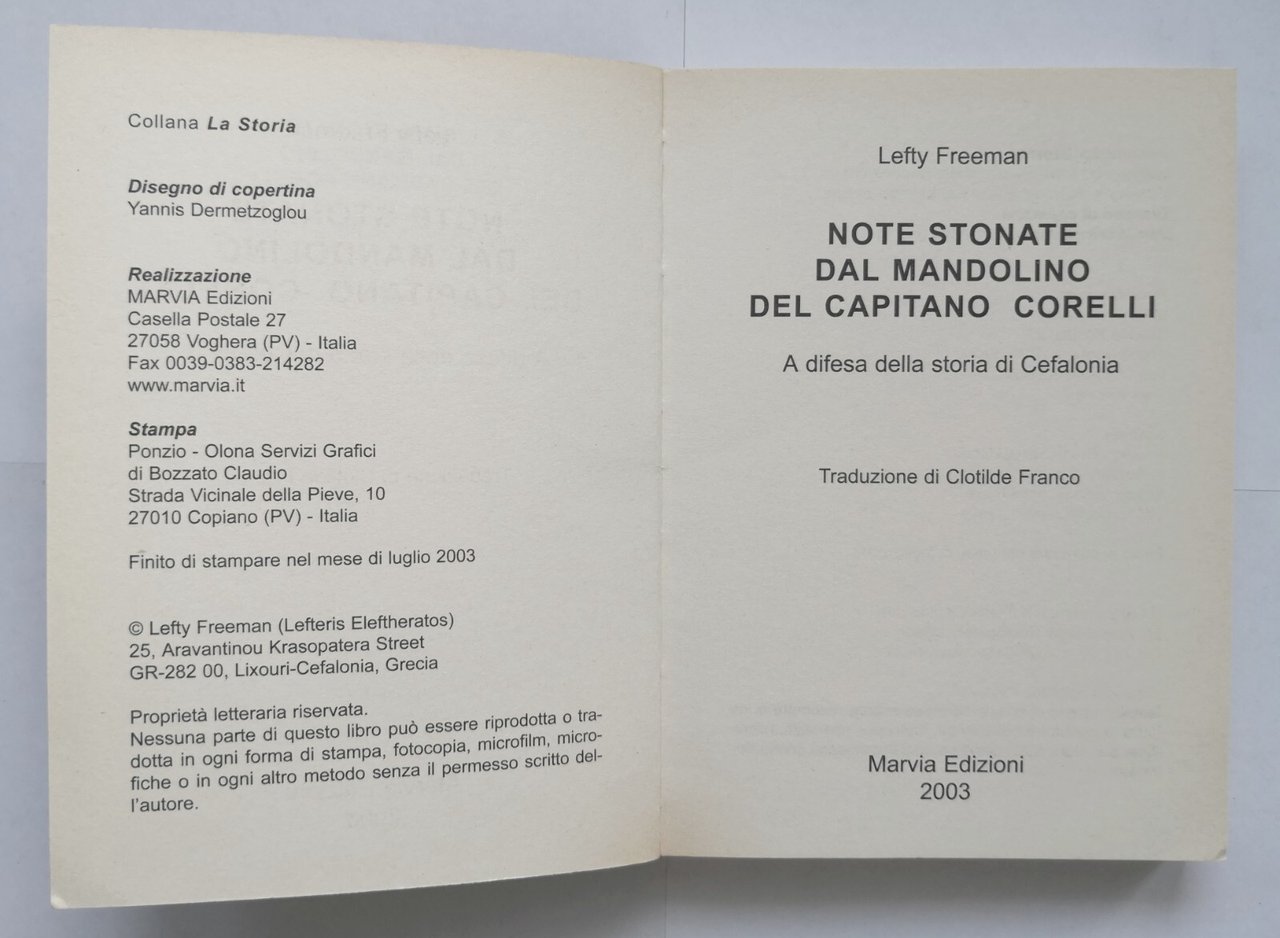 Collana La Storia
Disegno di copertina
Yannis Dermetzoglou
Realizzazione
MARVIA Edizioni
Casella Postale 27
27058 Voghera (PV) - Italia
Fax 0039-0383-214282
www.marvia.it
Stampa
Ponzio - Olona Servizi Grafici
di Bozzato Claudio
Strada Vicinale della Pieve, 10
27010 Copiano (PV) - Italia
Finito di stampare nel mese di luglio 2003
© Lefty Freeman (Lefteris Eleftheratos)
25, Aravantinou Krasopatera Street
GR-282 00, Lixouri-Cefalonia, Grecia
Proprietà letteraria riservata.
Nessuna parte di questo libro può essere riprodotta o tra-
dotta in ogni forma di stampa, fotocopia, microfilm, micro-
fiche o in ogni altro metodo senza il permesso scritto del-
l'autore.
Lefty Freeman
NOTE STONATE
DAL MANDOLINO
DEL CAPITANO CORELLI
A difesa della storia di Cefalonia
Traduzione di Clotilde Franco
Marvia Edizioni
2003